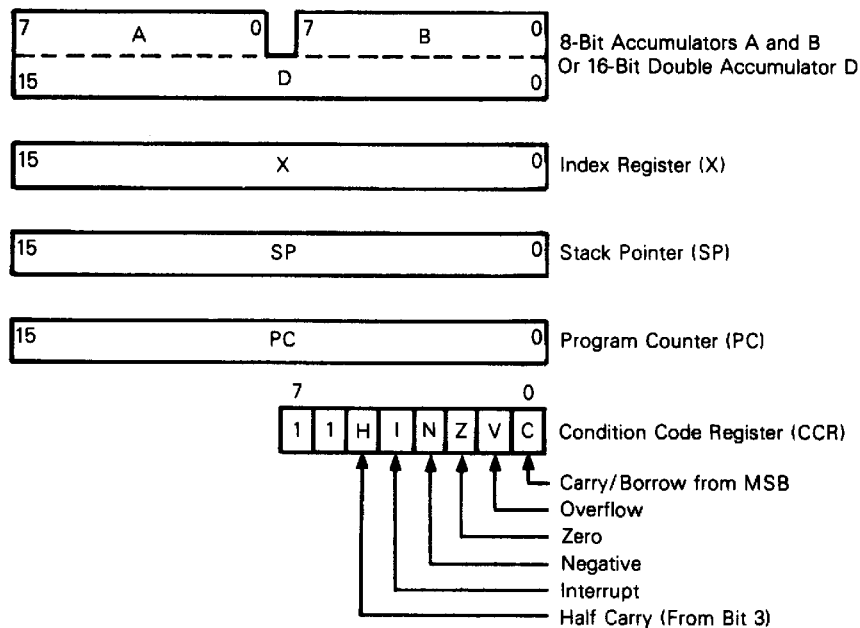 7 A 0 7 B 0
8-Bit Accumulators A and B
Or 16-Bit Double Accumulator D
15 D 0
15 X 0 Index Register (X)
15 SP 0 Stack Pointer (SP)
15 PC 0 Program Counter (PC)
7 0
1 1 H I N Z V C Condition Code Register (CCR)
Carry/Borrow from MSB
Overflow
Zero
Negative
Interrupt
Half Carry (From Bit 3)